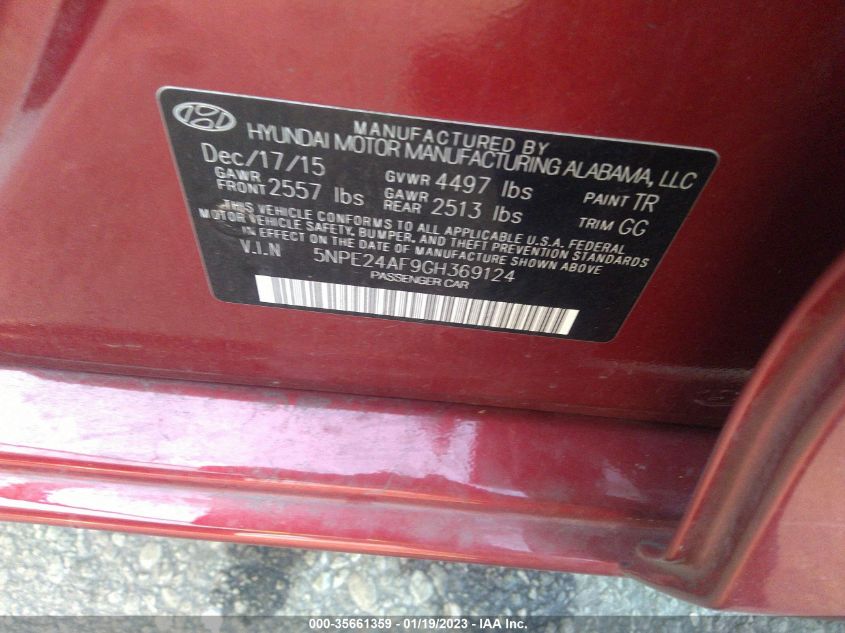 MANUFACTURED BY
HYUNDAI MOTOR MANUFACTURING ALABAMA, LLC
Dec/17/15 GVWR 4497 lbs PAINT TR
GAWR FRONT 2557 lbs GAWR REAR 2513 lbs TRIM GC
THIS VEHICLE CONFORMS TO ALL APPLICABLE U.S.A. FEDERAL
MOTOR VEHICLE SAFETY, BUMPER, AND THEFT PREVENTION STANDARDS
IN EFFECT ON THE DATE OF MANUFACTURE SHOWN ABOVE
V.I.N 5NPE24AF9GH369124
PASSENGER CAR
000-35661359 | 01/19/2023 | IAA Inc.